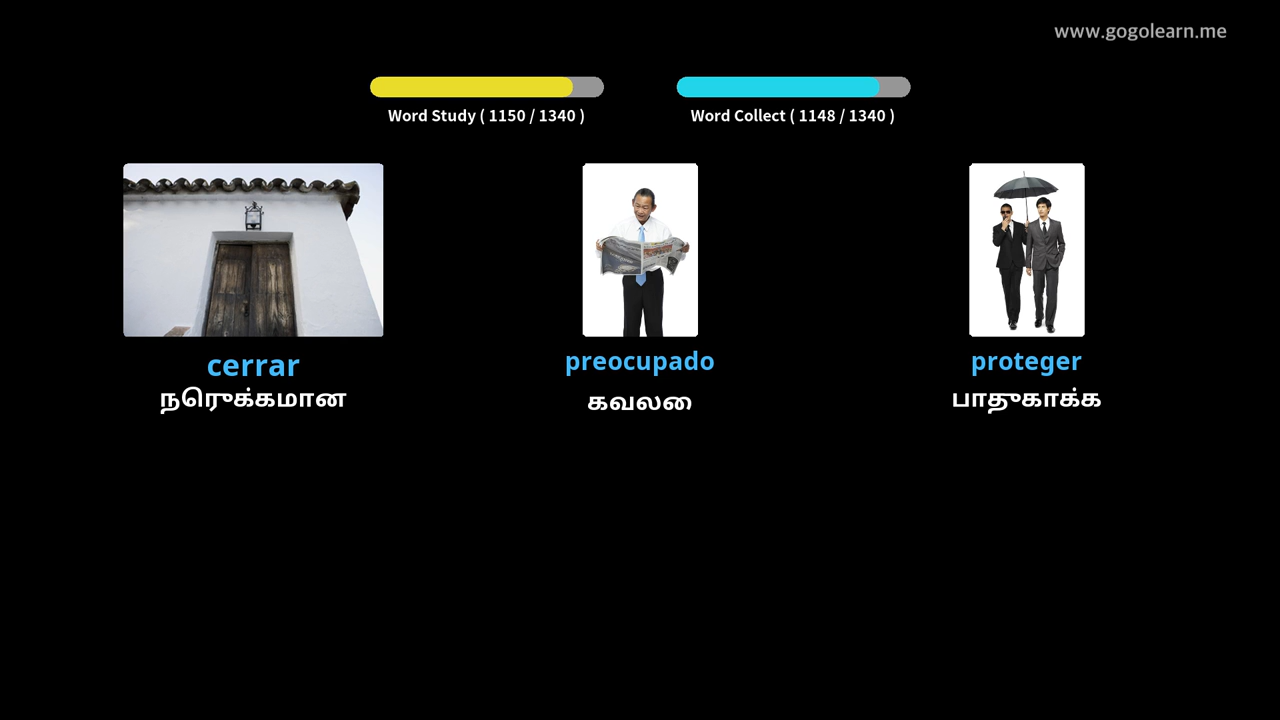 www.gogolearn.me
Word Study ( 1150 / 1340 )
Word Collect ( 1148 / 1340 )
cerrar
நெருக்கமான
preocupado
கவலை
proteger
பாதுகாக்க